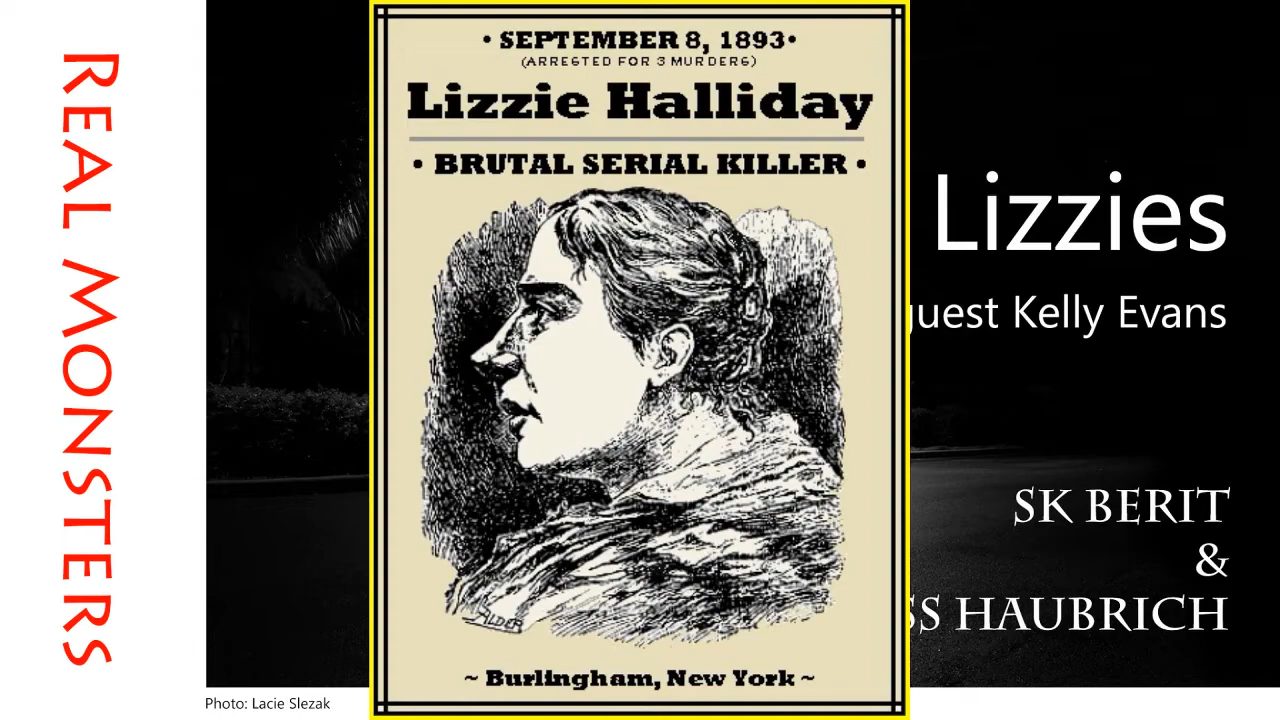 REAL MONSTERS
• SEPTEMBER 8, 1893•
(ARRESTED FOR 3 MURDERS)
Lizzie Halliday
• BRUTAL SERIAL KILLER •
ALDER
~ Burlingham, New York ~
Lizzies
guest Kelly Evans
SK BERIT
&
SS HAUBRICH
Photo: Lacie Slezak